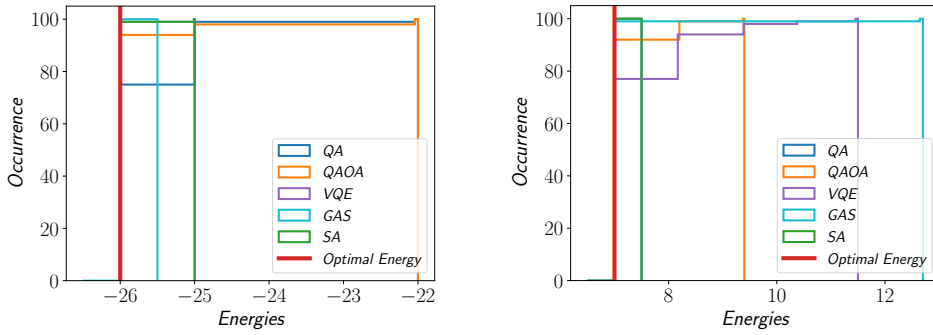 100
80
60
40
20
0
Occurrence
QA
QAOA
VQE
GAS
SA
Optimal Energy
−26 −25 −24 −23 −22
Energies
100
80
60
40
20
0
Occurrence
QA
QAOA
VQE
GAS
SA
Optimal Energy
8 10 12
Energies